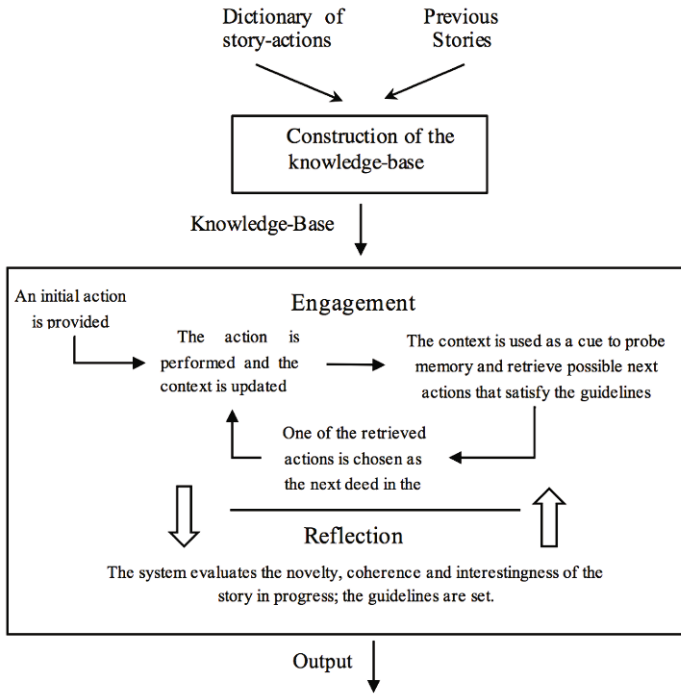 Dictionary of
story-actions
Previous
Stories
Construction of the
knowledge-base
Knowledge-Base
An initial action
is provided
Engagement
The action is
performed and the
context is updated
The context is used as a cue to probe
memory and retrieve possible next
actions that satisfy the guidelines
One of the retrieved
actions is chosen as
the next deed in the
Reflection
The system evaluates the novelty, coherence and interestingness of the
story in progress; the guidelines are set.
Output